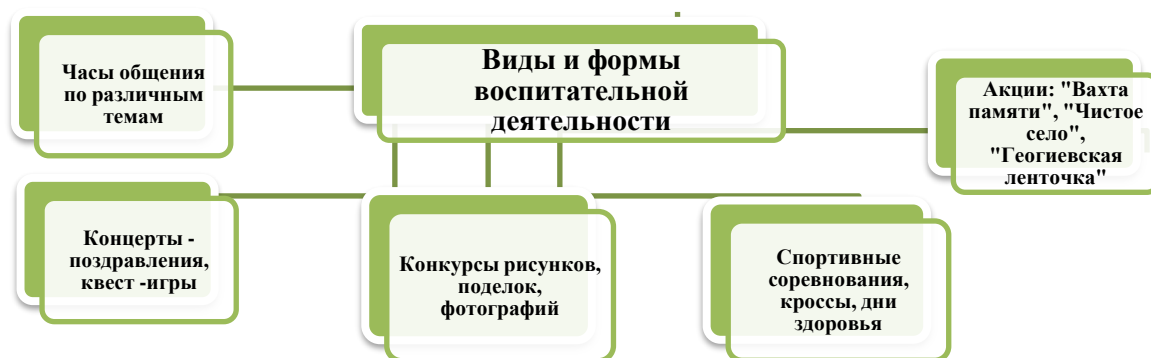 Виды и формы
воспитательной
деятельности
Часы общения
по различным
темам
Акции: "Вахта
памяти", "Чистое
село",
"Геогиевская
ленточка"
Концерты -
поздравления,
квест -игры
Конкурсы рисунков,
поделок,
фотографий
Спортивные
соревнования,
кроссы, дни
здоровья